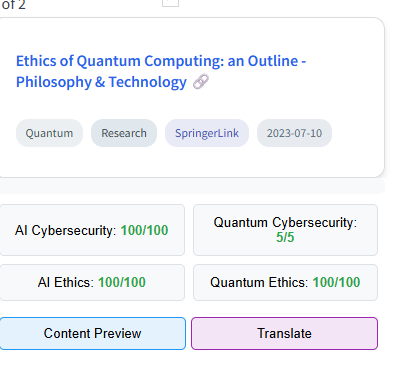 of 2
Ethics of Quantum Computing: an Outline -
Philosophy & Technology
Quantum
Research
SpringerLink
2023-07-10
AI Cybersecurity: 100/100
Quantum Cybersecurity:
5/5
AI Ethics: 100/100
Quantum Ethics: 100/100
Content Preview
Translate